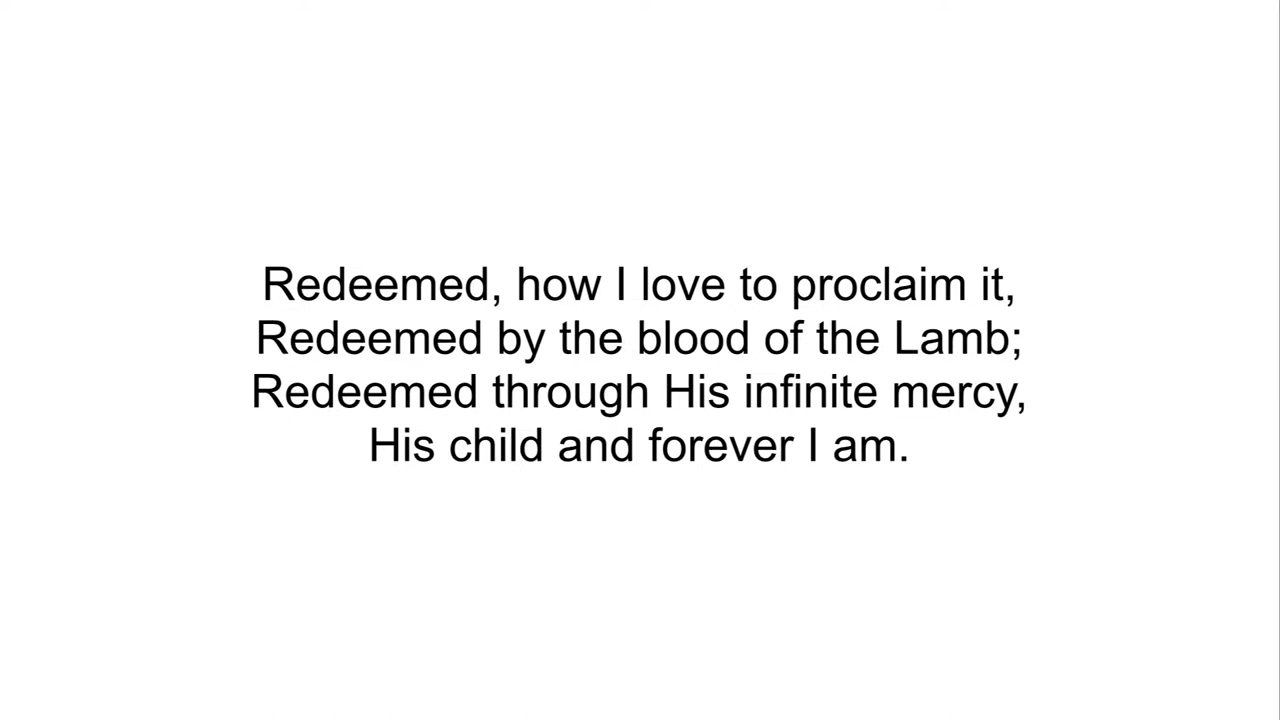 Redeemed, how I love to proclaim it,
Redeemed by the blood of the Lamb;
Redeemed through His infinite mercy,
His child and forever I am.